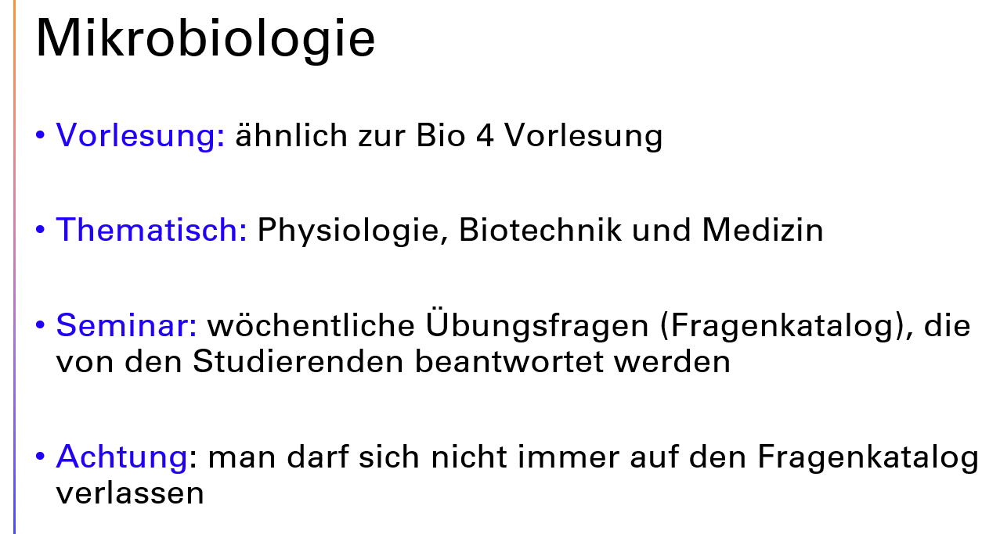 Mikrobiologie
• Vorlesung: ähnlich zur Bio 4 Vorlesung
• Thematisch: Physiologie, Biotechnik und Medizin
• Seminar: wöchentliche Übungsfragen (Fragenkatalog), die
von den Studierenden beantwortet werden
• Achtung: man darf sich nicht immer auf den Fragenkatalog
verlassen